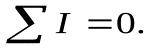 ∑ I = 0.